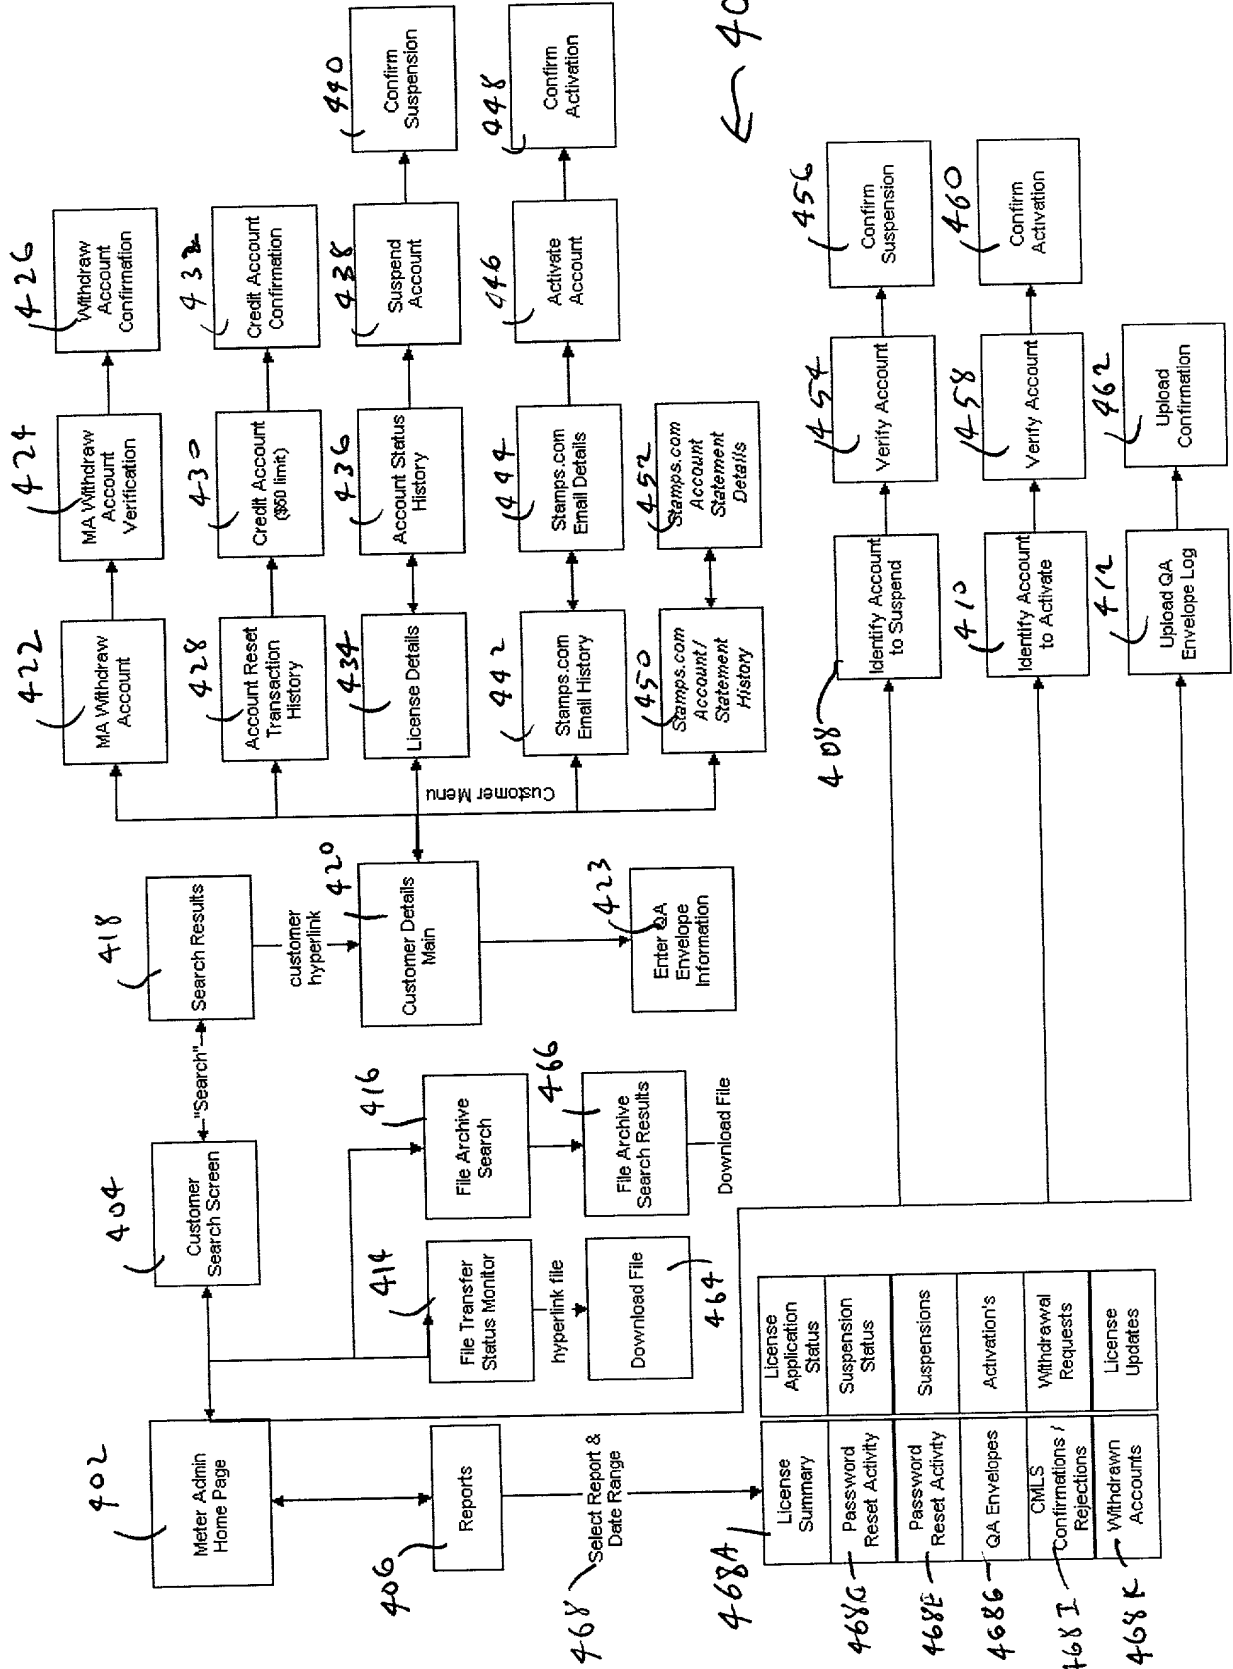 402
Meter Admin
Home Page
404
Customer
Search Screen
"Search"
418
Search Results
customer
hyperlink
420
Customer Details
Main
423
Enter QA
Envelope
Information
Customer Menu
422
MA Withdraw
Account
424
MA Withdraw
Account
Verification
426
Withdraw
Account
Confirmation
428
Account Reset
Transaction
History
430
Credit Account
($50 limit)
432
Credit Account
Confirmation
434
License Details
436
Account Status
History
438
Suspend
Account
440
Confirm
Suspension
442
Stamps.com
Email History
444
Stamps.com
Email Details
446
Activate
Account
448
Confirm
Activation
450
Stamps.com
Account/
Statement
History
452
Stamps.com
Account
Statement
Details
406
Reports
468
Select Report &
Date Range
414
File Transfer
Status Monitor
hyperlink file
Download File
464
416
File Archive
Search
466
File Archive
Search Results
Download File
408
Identify Account
to Suspend
454
Verify Account
456
Confirm
Suspension
410
Identify Account
to Activate
458
Verify Account
460
Confirm
Activation
412
Upload QA
Envelope Log
462
Upload
Confirmation
468A
License
Summary
License
Application
Status
Password
Reset Activity
Suspension
Status
468E
Password
Reset Activity
Suspensions
468G
QA Envelopes
Activation's
468I
CMLS
Confirmations /
Rejections
Withdrawal
Requests
468K
Withdrawn
Accounts
License
Updates